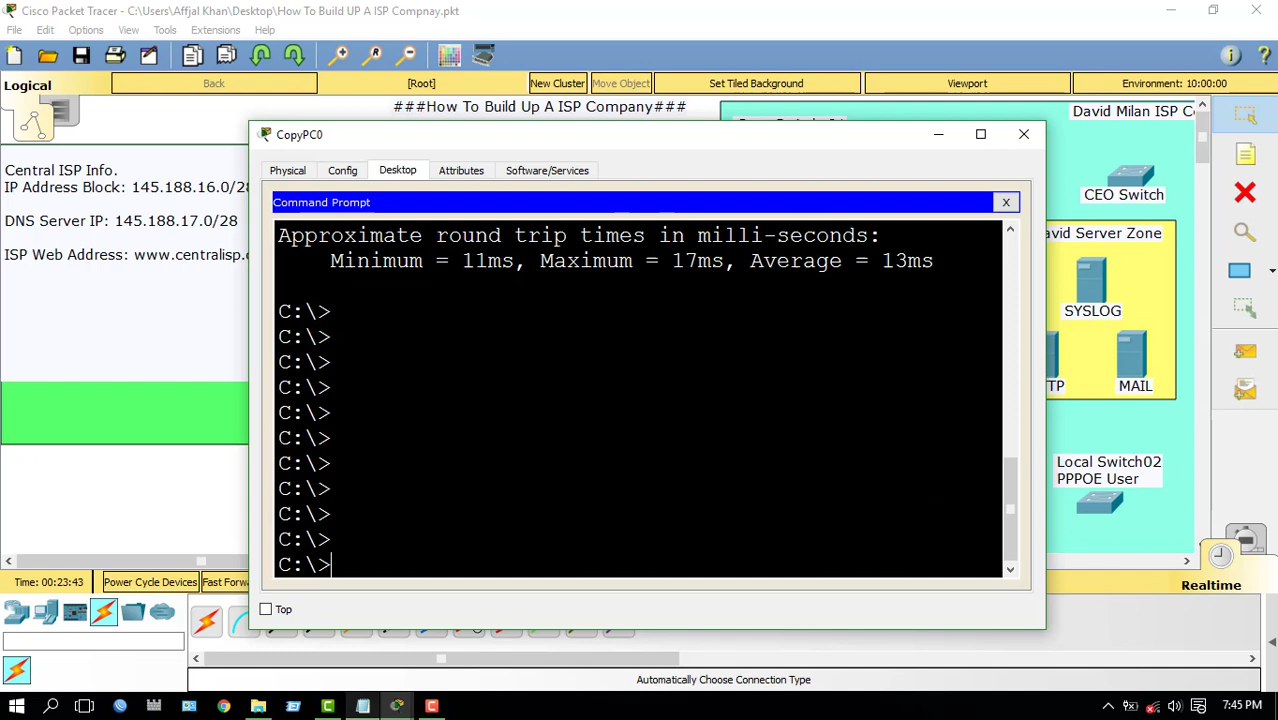 Cisco Packet Tracer - C:\Users\Affjal Khan\Desktop\How To Build UP A ISP Compnay.pkt
File Edit Options View Tools Extensions Help
Logical Back [Root] New Cluster Move Object Set Tiled Background Viewport Environment: 10:00:00
###How To Build Up A ISP Company###
David Milan ISP Co
Central ISP Info.
IP Address Block: 145.188.16.0/28
DNS Server IP: 145.188.17.0/28
ISP Web Address: www.centralisp.c
CopyPC0
Physical Config Desktop Attributes Software/Services
Command Prompt X
Approximate round trip times in milli-seconds:
Minimum = 11ms, Maximum = 17ms, Average = 13ms
C:\>
C:\>
C:\>
C:\>
C:\>
C:\>
C:\>
C:\>
C:\>
C:\>
C:\>
Top
CEO Switch
avid Server Zone
SYSLOG
TP MAIL
Local Switch02
PPPOE User
Time: 00:23:43 Power Cycle Devices Fast Forw
Realtime
Automatically Choose Connection Type
7:45 PM